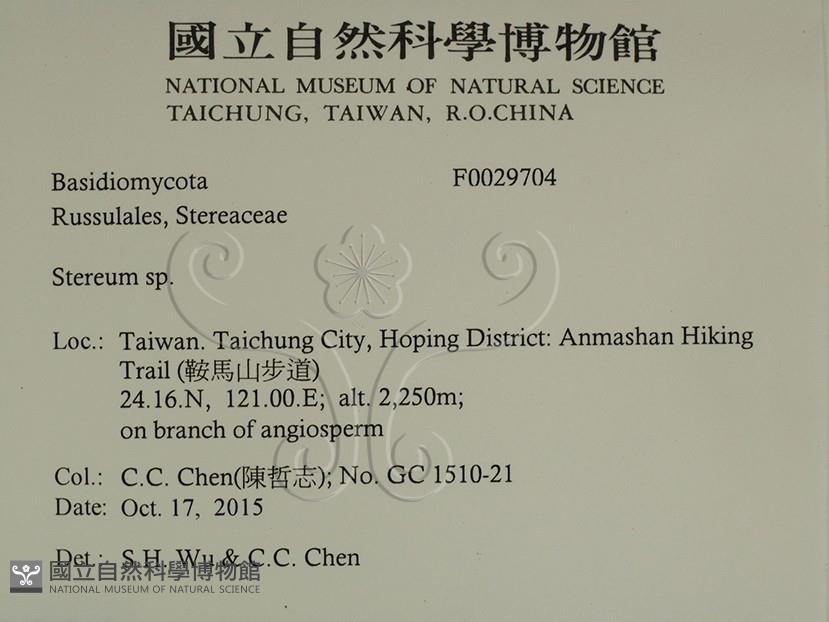 國立自然科學博物館
NATIONAL MUSEUM OF NATURAL SCIENCE
TAICHUNG, TAIWAN, R.O.CHINA
Basidiomycota F0029704
Russulales, Stereaceae
Stereum sp.
Loc.: Taiwan. Taichung City, Hoping District: Anmashan Hiking
Trail (鞍馬山步道)
24.16.N, 121.00.E; alt. 2,250m;
on branch of angiosperm
Col.: C.C. Chen(陳哲志); No. GC 1510-21
Date: Oct. 17, 2015
Det.: S.H. Wu & C.C. Chen
國立自然科學博物館
NATIONAL MUSEUM OF NATURAL SCIENCE